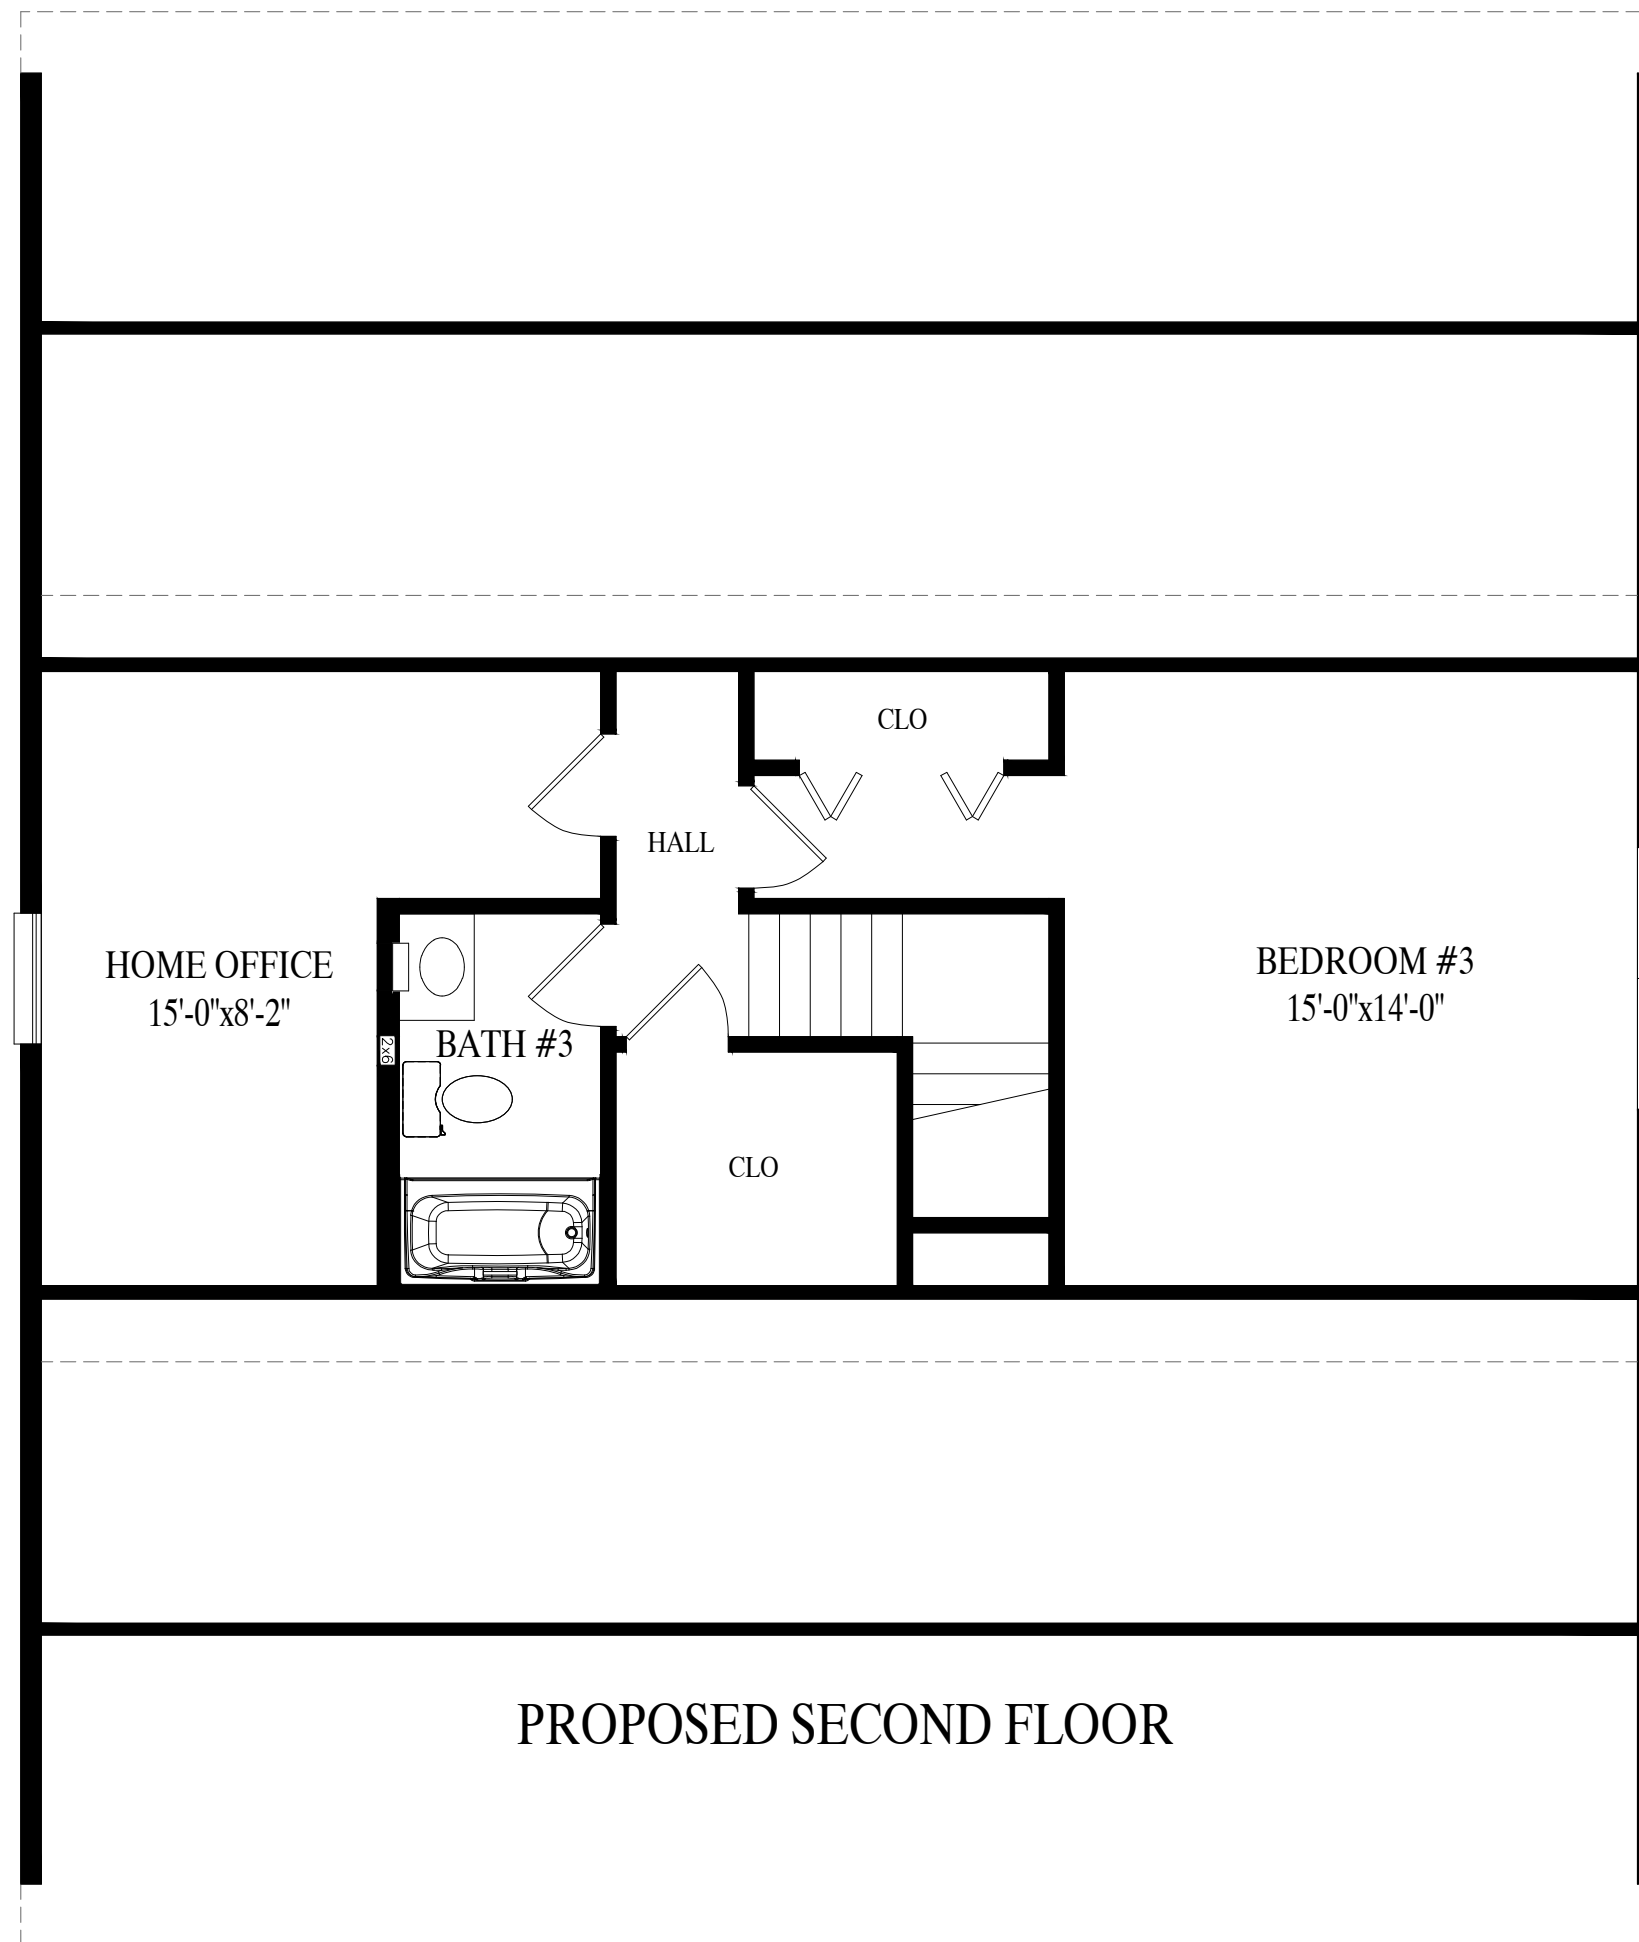 CLO
HALL
HOME OFFICE
15'-0"x8'-2"
BEDROOM #3
15'-0"x14'-0"
BATH #3
2x6
CLO
PROPOSED SECOND FLOOR